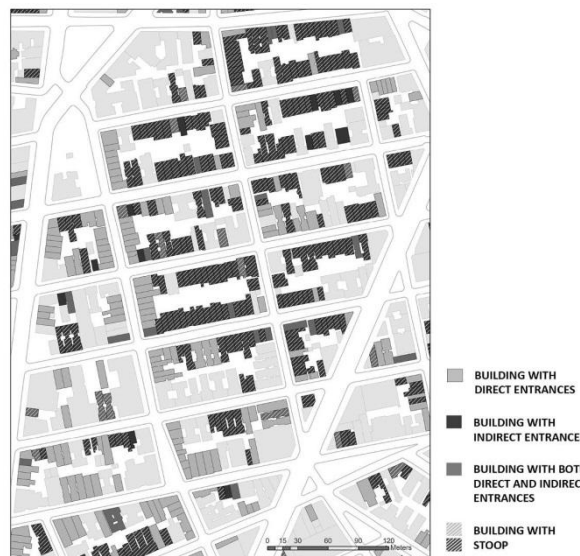 BUILDING WITH
DIRECT ENTRANCES
BUILDING WITH
INDIRECT ENTRANCE
BUILDING WITH BOT
DIRECT AND INDIREC
ENTRANCES
BUILDING WITH
STOOP
0 15 30 60 90 120
Meters